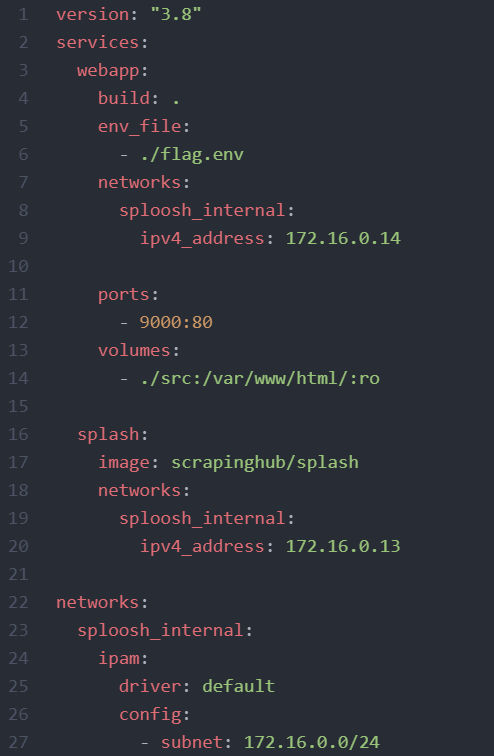 1 version: "3.8"
2 services:
3   webapp:
4     build: .
5     env_file:
6       - ./flag.env
7     networks:
8       sploosh_internal:
9         ipv4_address: 172.16.0.14
10
11     ports:
12       - 9000:80
13     volumes:
14       - ./src:/var/www/html/:ro
15
16   splash:
17     image: scrapinghub/splash
18     networks:
19       sploosh_internal:
20         ipv4_address: 172.16.0.13
21
22 networks:
23   sploosh_internal:
24     ipam:
25       driver: default
26       config:
27         - subnet: 172.16.0.0/24